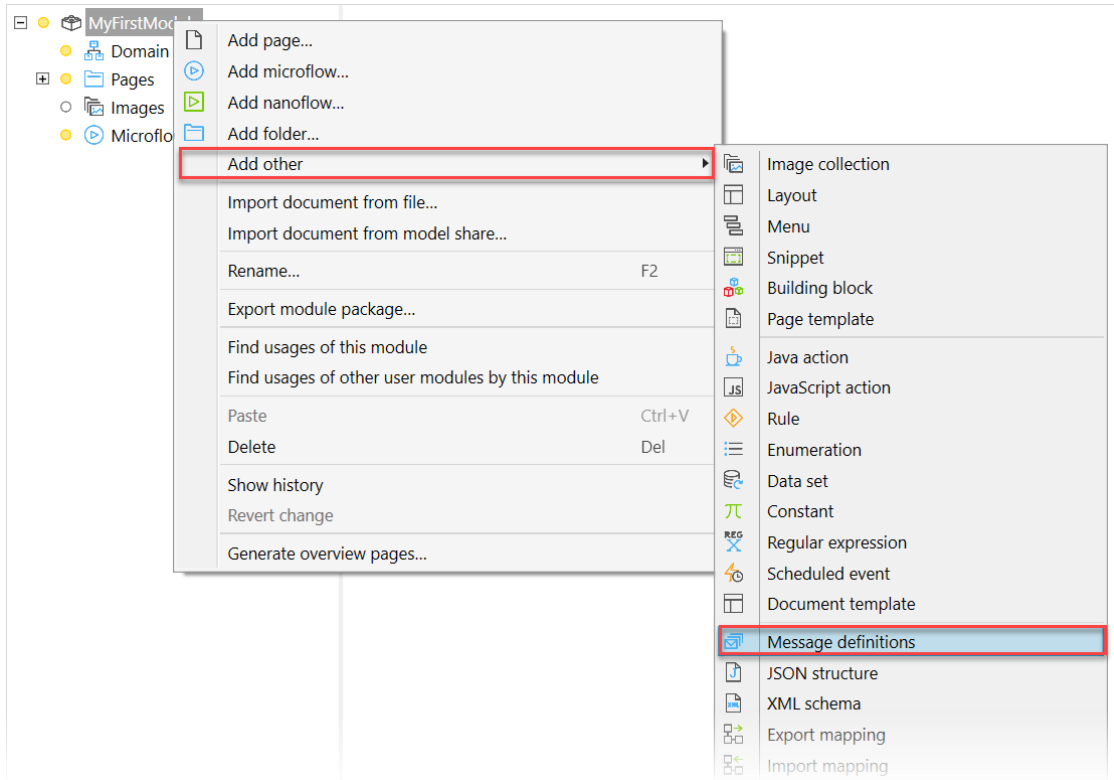 MyFirstMod
Domain
Pages
Images
Microflo
Add page...
Add microflow...
Add nanoflow...
Add folder...
Add other
Import document from file...
Import document from model share...
Rename... F2
Export module package...
Find usages of this module
Find usages of other user modules by this module
Paste Ctrl+V
Delete Del
Show history
Revert change
Generate overview pages...
Image collection
Layout
Menu
Snippet
Building block
Page template
Java action
JS JavaScript action
Rule
Enumeration
Data set
Constant
REG Regular expression
Scheduled event
Document template
Message definitions
JSON structure
XML schema
Export mapping
Import mapping